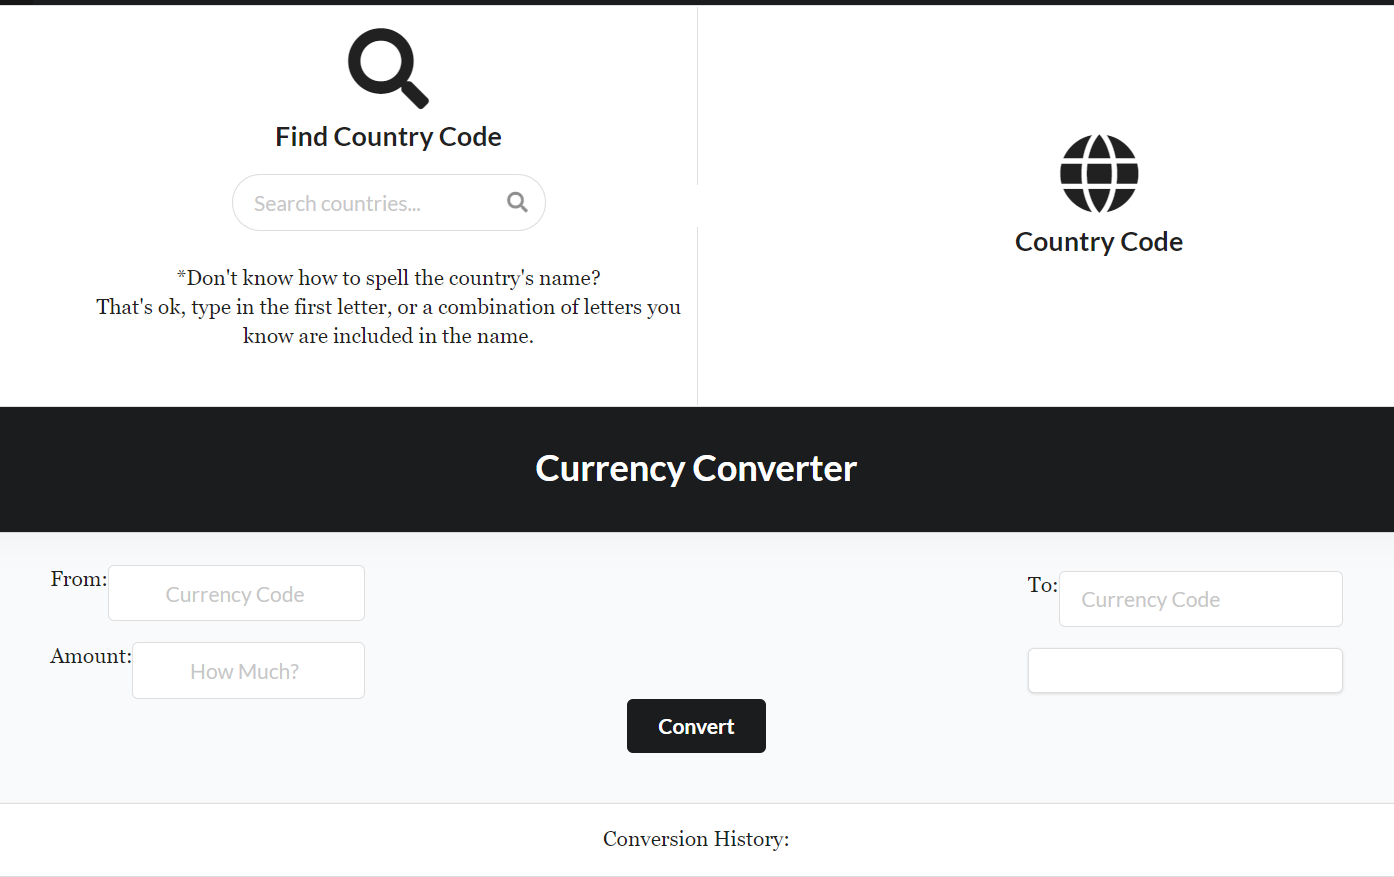 Find Country Code
Search countries...
*Don't know how to spell the country's name?
That's ok, type in the first letter, or a combination of letters you
know are included in the name.
Country Code
Currency Converter
From:
Currency Code
Amount:
How Much?
To:
Currency Code
Convert
Conversion History: